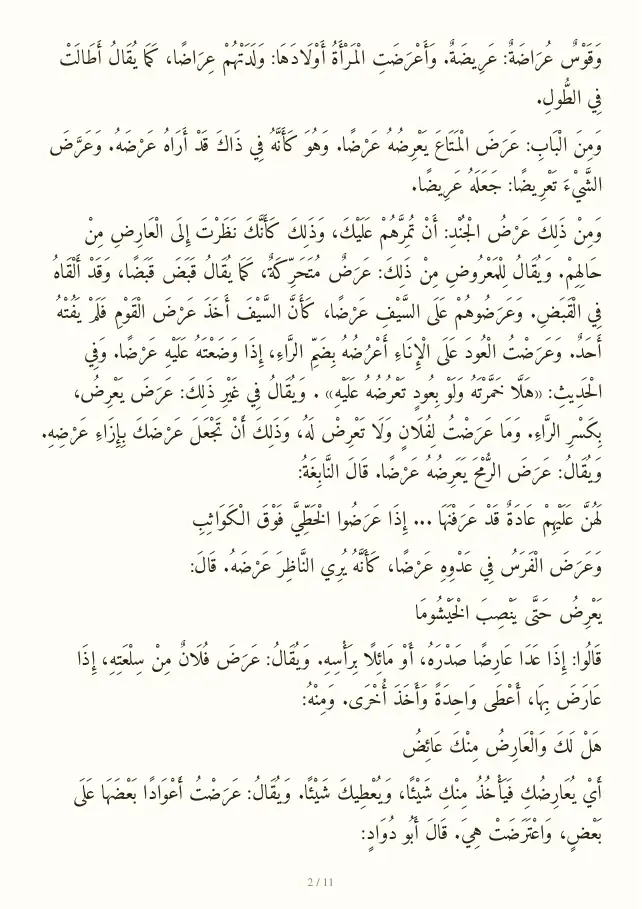 وَقَوْسٌ عُرَاضَةٌ: عَرِيضَةٌ. وَأَعْرَضَتِ الْمَرْأَةُ أَوْلَادَهَا: وَلَدَتْهُمْ عِرَاضًا، كَمَا يُقَالُ أَطَالَتْ
فِي الطُّولِ.
وَمِنَ الْبَابِ: عَرَضَ الْمَتَاعَ يَعْرِضُهُ عَرْضًا. وَهُوَ كَأَنَّهُ فِي ذَاكَ قَدْ أَرَاهُ عَرْضَهُ. وَعَرَّضَ
الشَّيْءَ تَعْرِيضًا: جَعَلَهُ عَرِيضًا.
وَمِنْ ذَلِكَ عَرْضُ الْجُنْدِ: أَنْ تُمِرَّهُمْ عَلَيْكَ، وَذَلِكَ كَأَنَّكَ نَظَرْتَ إِلَى الْعَارِضِ مِنْ
حَالِهِمْ. وَيُقَالُ لِلْمَعْرُوضِ مِنْ ذَلِكَ: عَرَضٌ مُتَحَرِّكَةٌ، كَمَا يُقَالُ قَبَضَ قَبَضًا، وَقَدْ أَلْقَاهُ
فِي الْقَبَضِ. وَعَرَضُوهُمْ عَلَى السَّيْفِ عَرْضًا، كَأَنَّ السَّيْفَ أَخَذَ عَرْضَ الْقَوْمِ فَلَمْ يَفُتْهُ
أَحَدٌ. وَعَرَضْتُ الْعُودَ عَلَى الْإِنَاءِ أَعْرُضُهُ بِضَمِّ الرَّاءِ، إِذَا وَضَعْتَهُ عَلَيْهِ عَرْضًا. وَفِي
الْحَدِيثِ: «هَلَّا خَمَّرْتَهُ وَلَوْ بِعُودٍ تَعْرُضُهُ عَلَيْهِ» . وَيُقَالُ فِي غَيْرِ ذَلِكَ: عَرَضَ يَعْرِضُ،
بِكَسْرِ الرَّاءِ. وَمَا عَرَضْتُ لِفُلَانٍ وَلَا تَعْرِضْ لَهُ، وَذَلِكَ أَنْ تَجْعَلَ عَرْضَكَ بِإِزَاءِ عَرْضِهِ.
وَيُقَالُ: عَرَضَ الرُّمْحَ يَعْرِضُهُ عَرْضًا. قَالَ النَّابِغَةُ:
لَهُنَّ عَلَيْهِمْ عَادَةٌ قَدْ عَرَفْنَهَا ... إِذَا عَرَضُوا الْخَطِّيَّ فَوْقَ الْكَوَاثِبِ
وَعَرَضَ الْفَرَسُ فِي عَدْوِهِ عَرْضًا، كَأَنَّهُ يُرِي النَّاظِرَ عَرْضَهُ. قَالَ:
يَعْرِضُ حَتَّى يَنْصِبَ الْخَيْشُومَا
قَالُوا: إِذَا عَدَا عَارِضًا صَدْرَهُ، أَوْ مَائِلًا بِرَأْسِهِ. وَيُقَالُ: عَرَضَ فُلَانٌ مِنْ سِلْعَتِهِ، إِذَا
عَارَضَ بِهَا، أَعْطَى وَاحِدَةً وَأَخَذَ أُخْرَى. وَمِنْهُ:
هَلْ لَكَ وَالْعَارِضُ مِنْكَ عَائِضُ
أَيْ يُعَارِضُكِ فَيَأْخُذُ مِنْكِ شَيْئًا، وَيُعْطِيكَ شَيْئًا. وَيُقَالُ: عَرَضْتُ أَعْوَادًا بَعْضَهَا عَلَى
بَعْضٍ، وَاعْتَرَضَتْ هِيَ. قَالَ أَبُو دُوَادٍ:
2 / 11